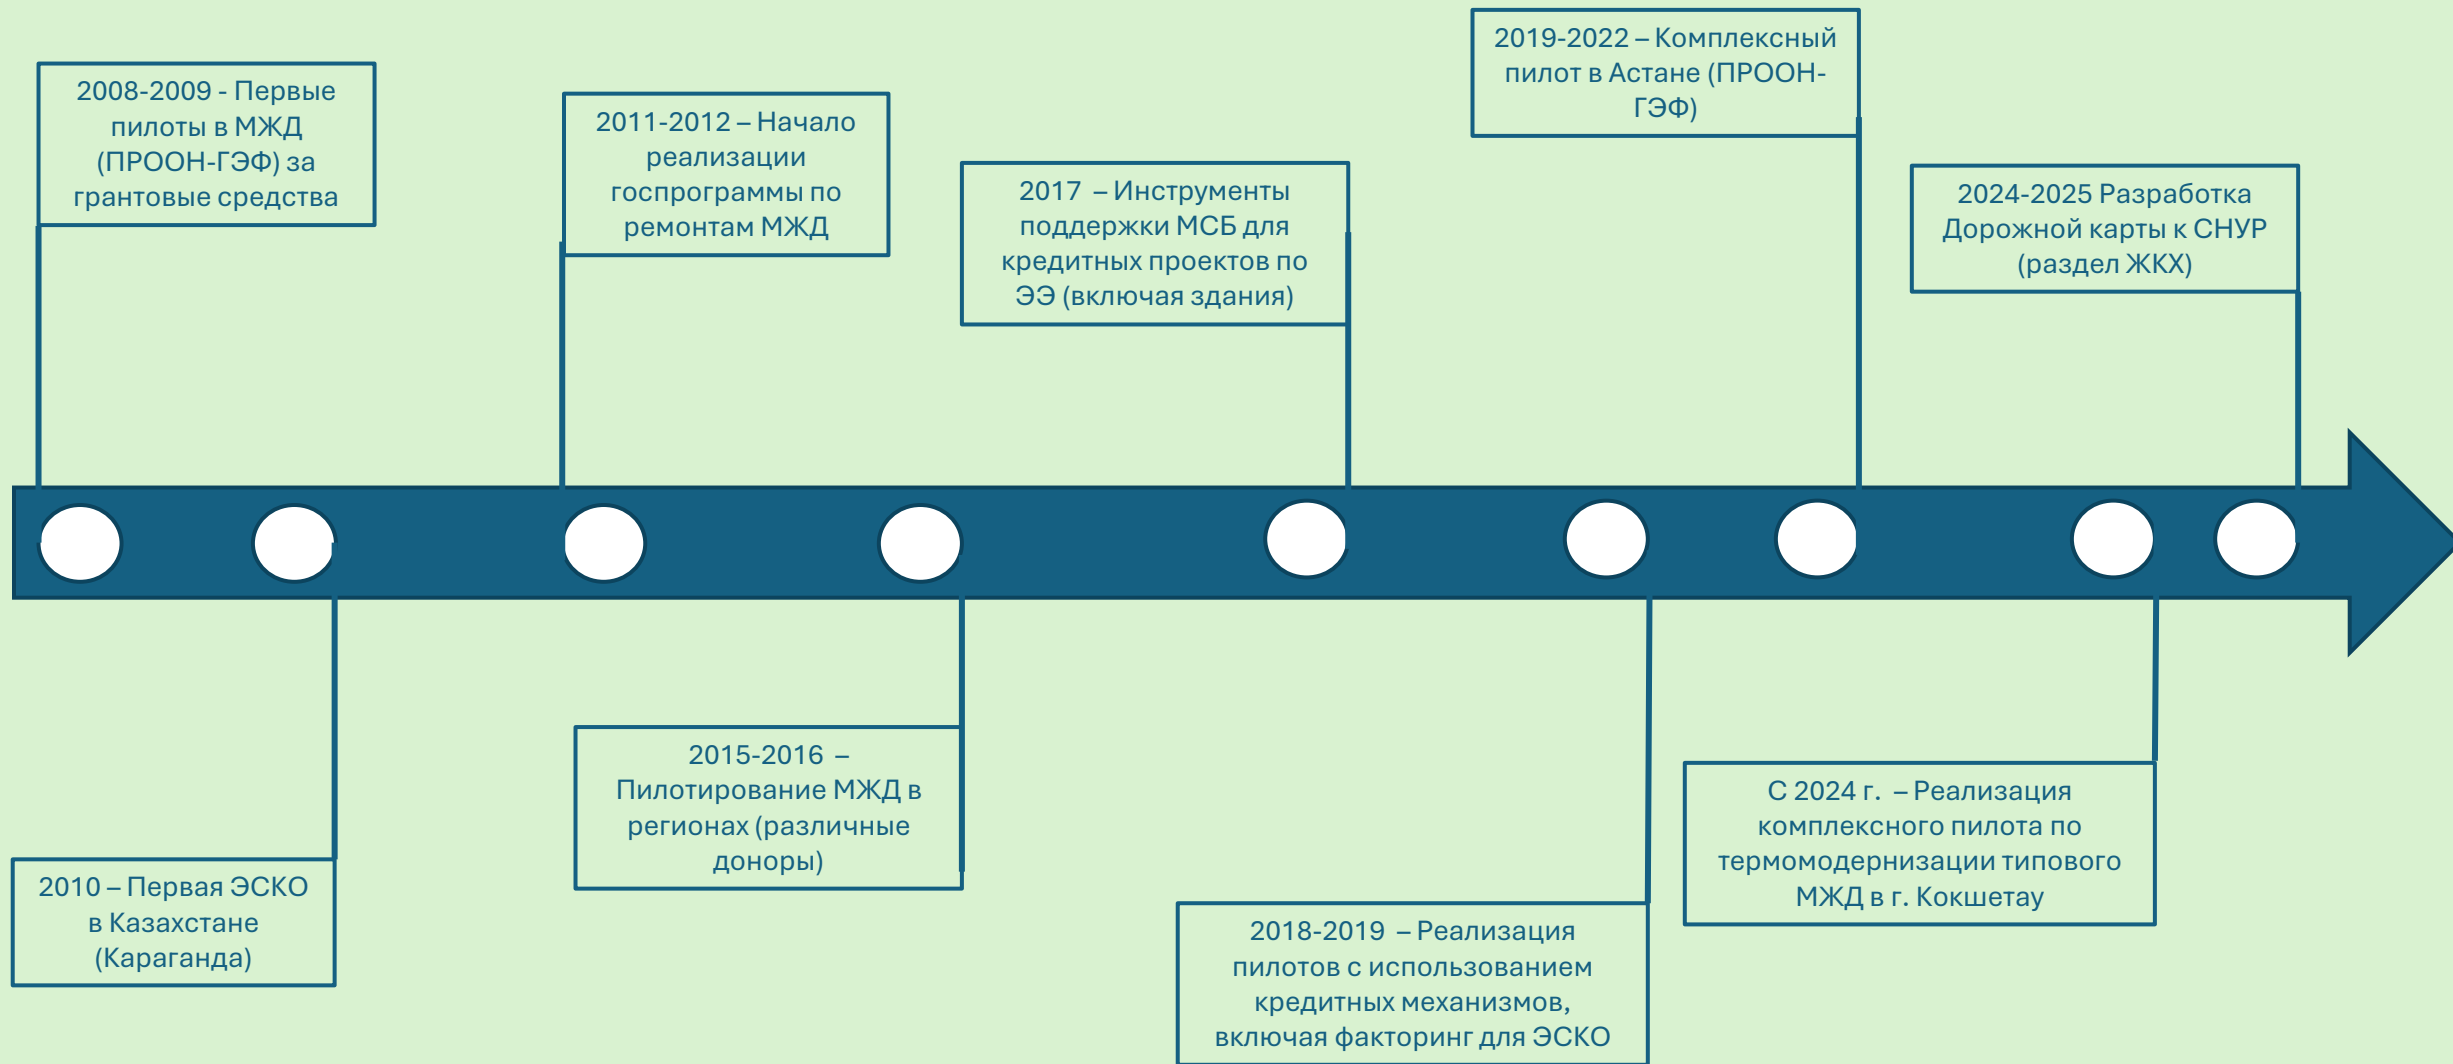 2008-2009 - Первые
пилоты в МЖД
(ПРООН-ГЭФ) за
грантовые средства
2010 – Первая ЭСКО
в Казахстане
(Караганда)
2011-2012 – Начало
реализации
госпрограммы по
ремонтам МЖД
2015-2016 –
Пилотирование МЖД в
регионах (различные
доноры)
2017 – Инструменты
поддержки МСБ для
кредитных проектов по
ЭЭ (включая здания)
2018-2019 – Реализация
пилотов с использованием
кредитных механизмов,
включая факторинг для ЭСКО
2019-2022 – Комплексный
пилот в Астане (ПРООН-
ГЭФ)
С 2024 г. – Реализация
комплексного пилота по
термомодернизации типового
МЖД в г. Кокшетау
2024-2025 Разработка
Дорожной карты к СНУР
(раздел ЖКХ)